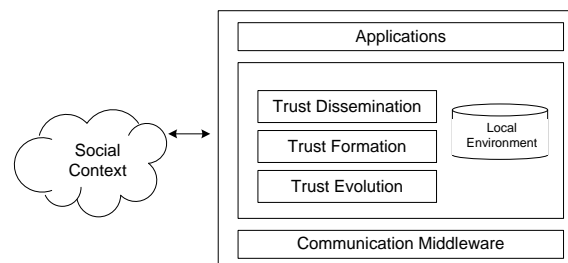 Applications
Trust Dissemination
Trust Formation
Trust Evolution
Local
Environment
Social
Context
Communication Middleware